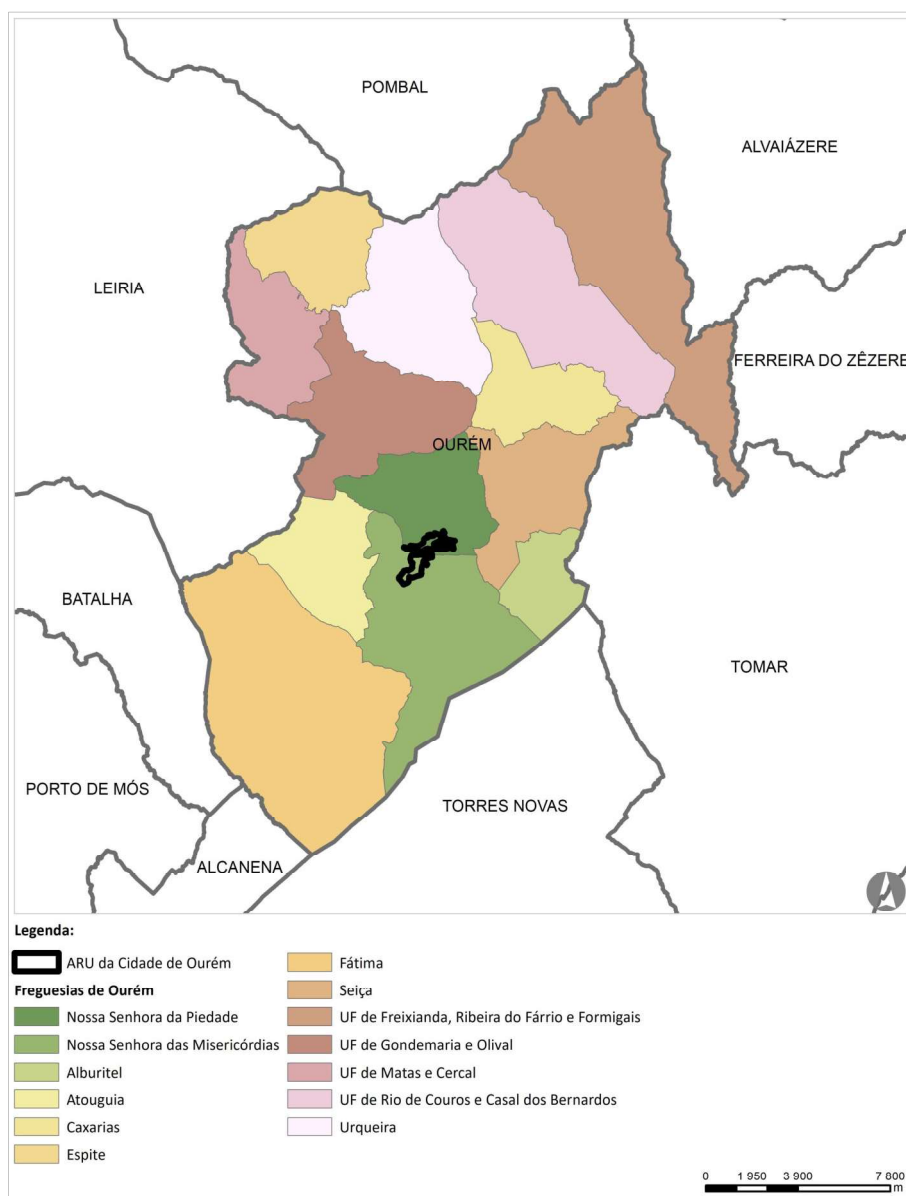 POMBAL
ALVAIÁZERE
LEIRIA
FERREIRA DO ZÊZERE
OURÉM
BATALHA
TOMAR
PORTO DE MÓS
TORRES NOVAS
ALCANENA
Legenda:
ARU da Cidade de Ourém
Freguesias de Ourém
Nossa Senhora da Piedade
Nossa Senhora das Misericórdias
Alburitel
Atouguia
Caxarias
Espite
Fátima
Seiça
UF de Freixianda, Ribeira do Fárrio e Formigais
UF de Gondemaria e Olival
UF de Matas e Cercal
UF de Rio de Couros e Casal dos Bernardos
Urqueira
0 1 950 3 900 7 800
m